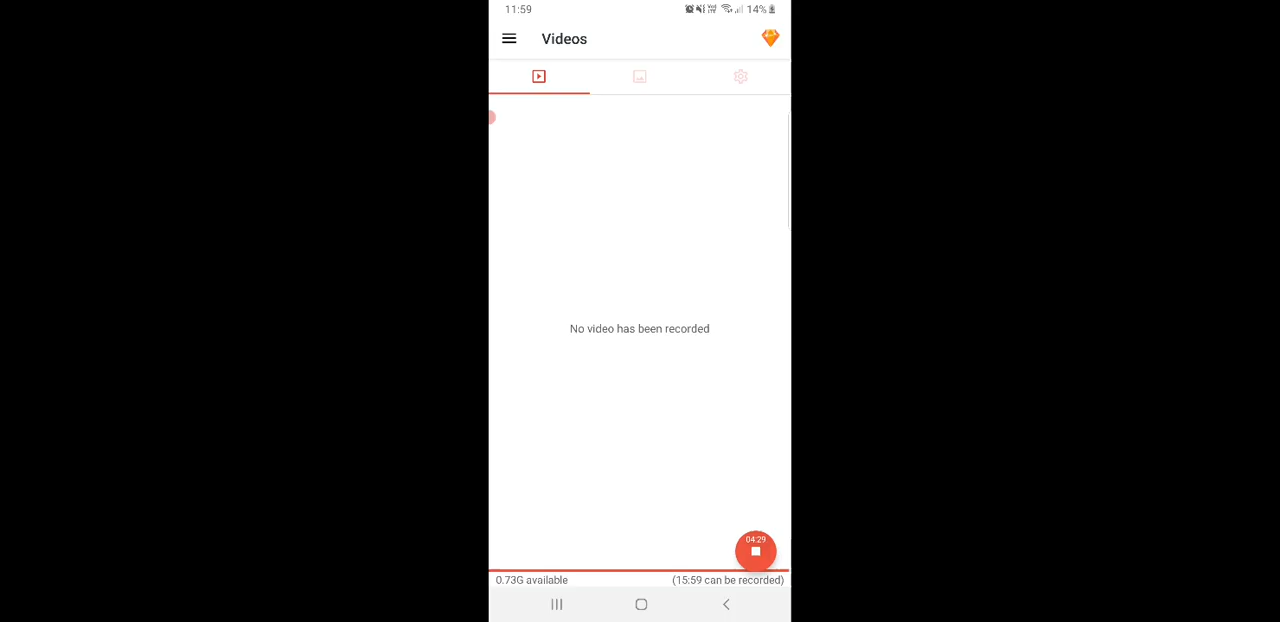 11:59
14%
Videos
No video has been recorded
04:29
0.73G available
(15:59 can be recorded)